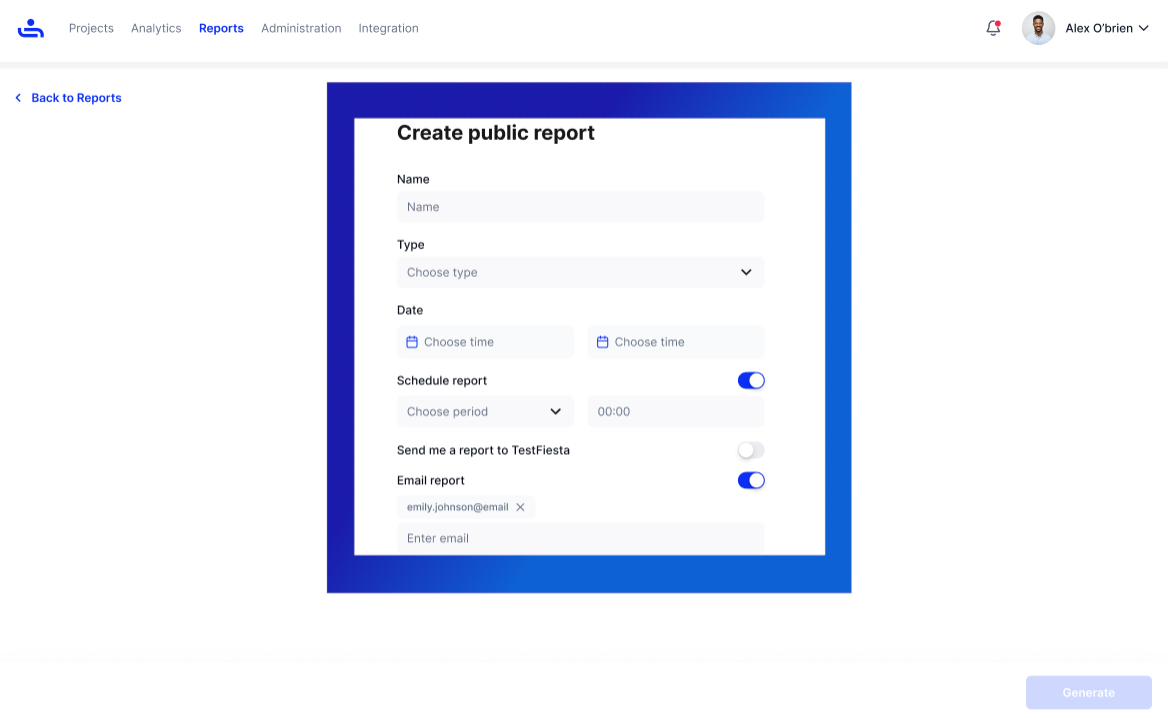 Projects Analytics Reports Administration Integration
Alex O'brien
Back to Reports
Create public report
Name
Name
Type
Choose type
Date
Choose time Choose time
Schedule report
Choose period 00:00
Send me a report to TestFiesta
Email report
emily.johnson@email
Enter email
Generate